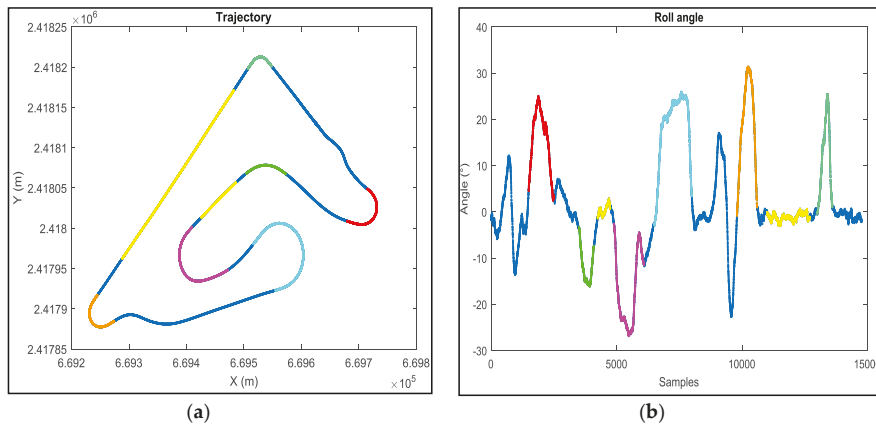 Trajectory
× 10^6
2.41825
2.4182
2.41815
2.4181
2.41805
2.418
2.41795
2.4179
2.41785
Y (m)
6.692 6.693 6.694 6.695 6.696 6.697 6.698
X (m)
× 10^5
(a)
Roll angle
40
30
20
10
0
-10
-20
-30
Angle (°)
0 5000 10000 1500
Samples
(b)